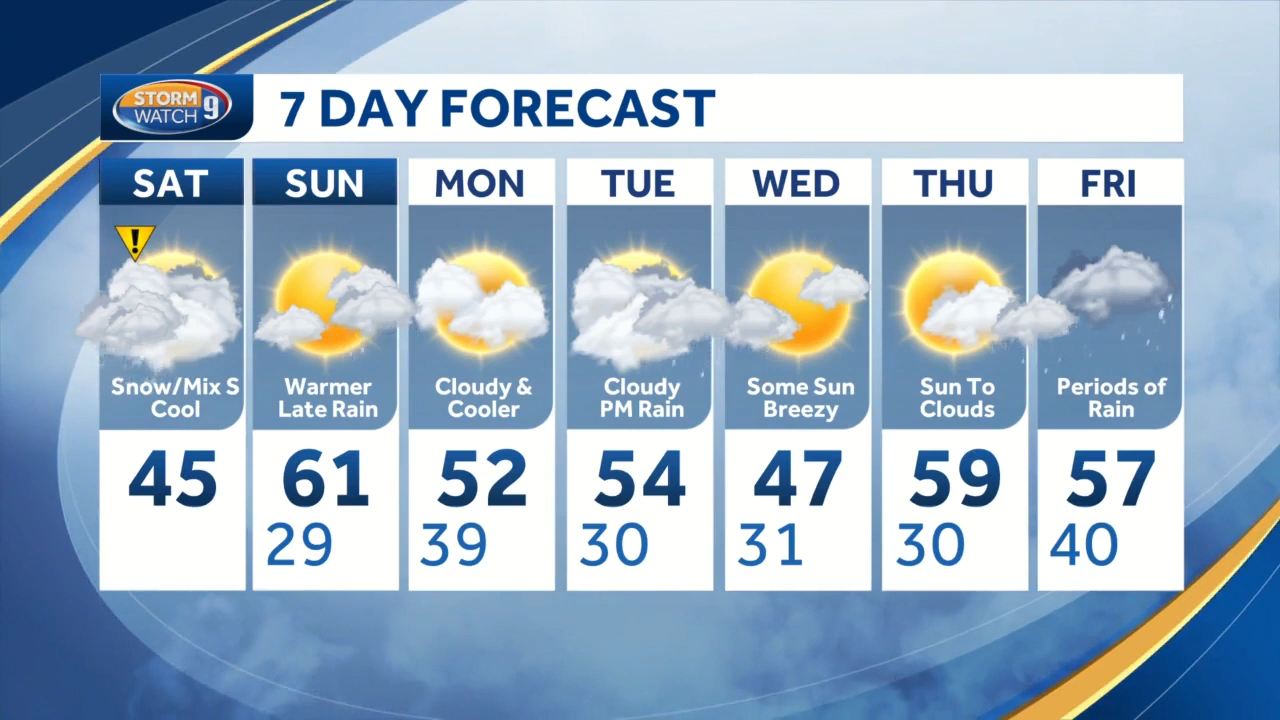 STORM
WATCH 9
7 DAY FORECAST
SAT
SUN
MON
TUE
WED
THU
FRI
!
Snow/Mix S
Cool
Warmer
Late Rain
Cloudy &
Cooler
Cloudy
PM Rain
Some Sun
Breezy
Sun To
Clouds
Periods of
Rain
45
61
52
54
47
59
57
29
39
30
31
30
40